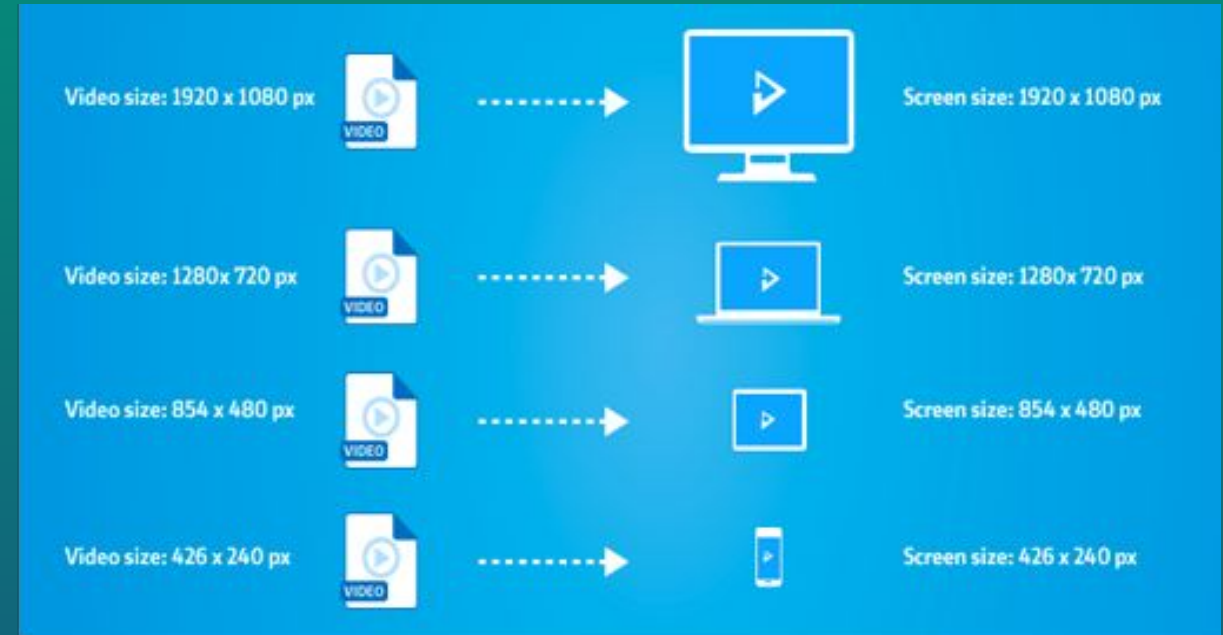 Video size: 1920 x 1080 px
VIDEO
Screen size: 1920 x 1080 px
Video size: 1280x 720 px
VIDEO
Screen size: 1280x 720 px
Video size: 854 x 480 px
VIDEO
Screen size: 854 x 480 px
Video size: 426 x 240 px
VIDEO
Screen size: 426 x 240 px